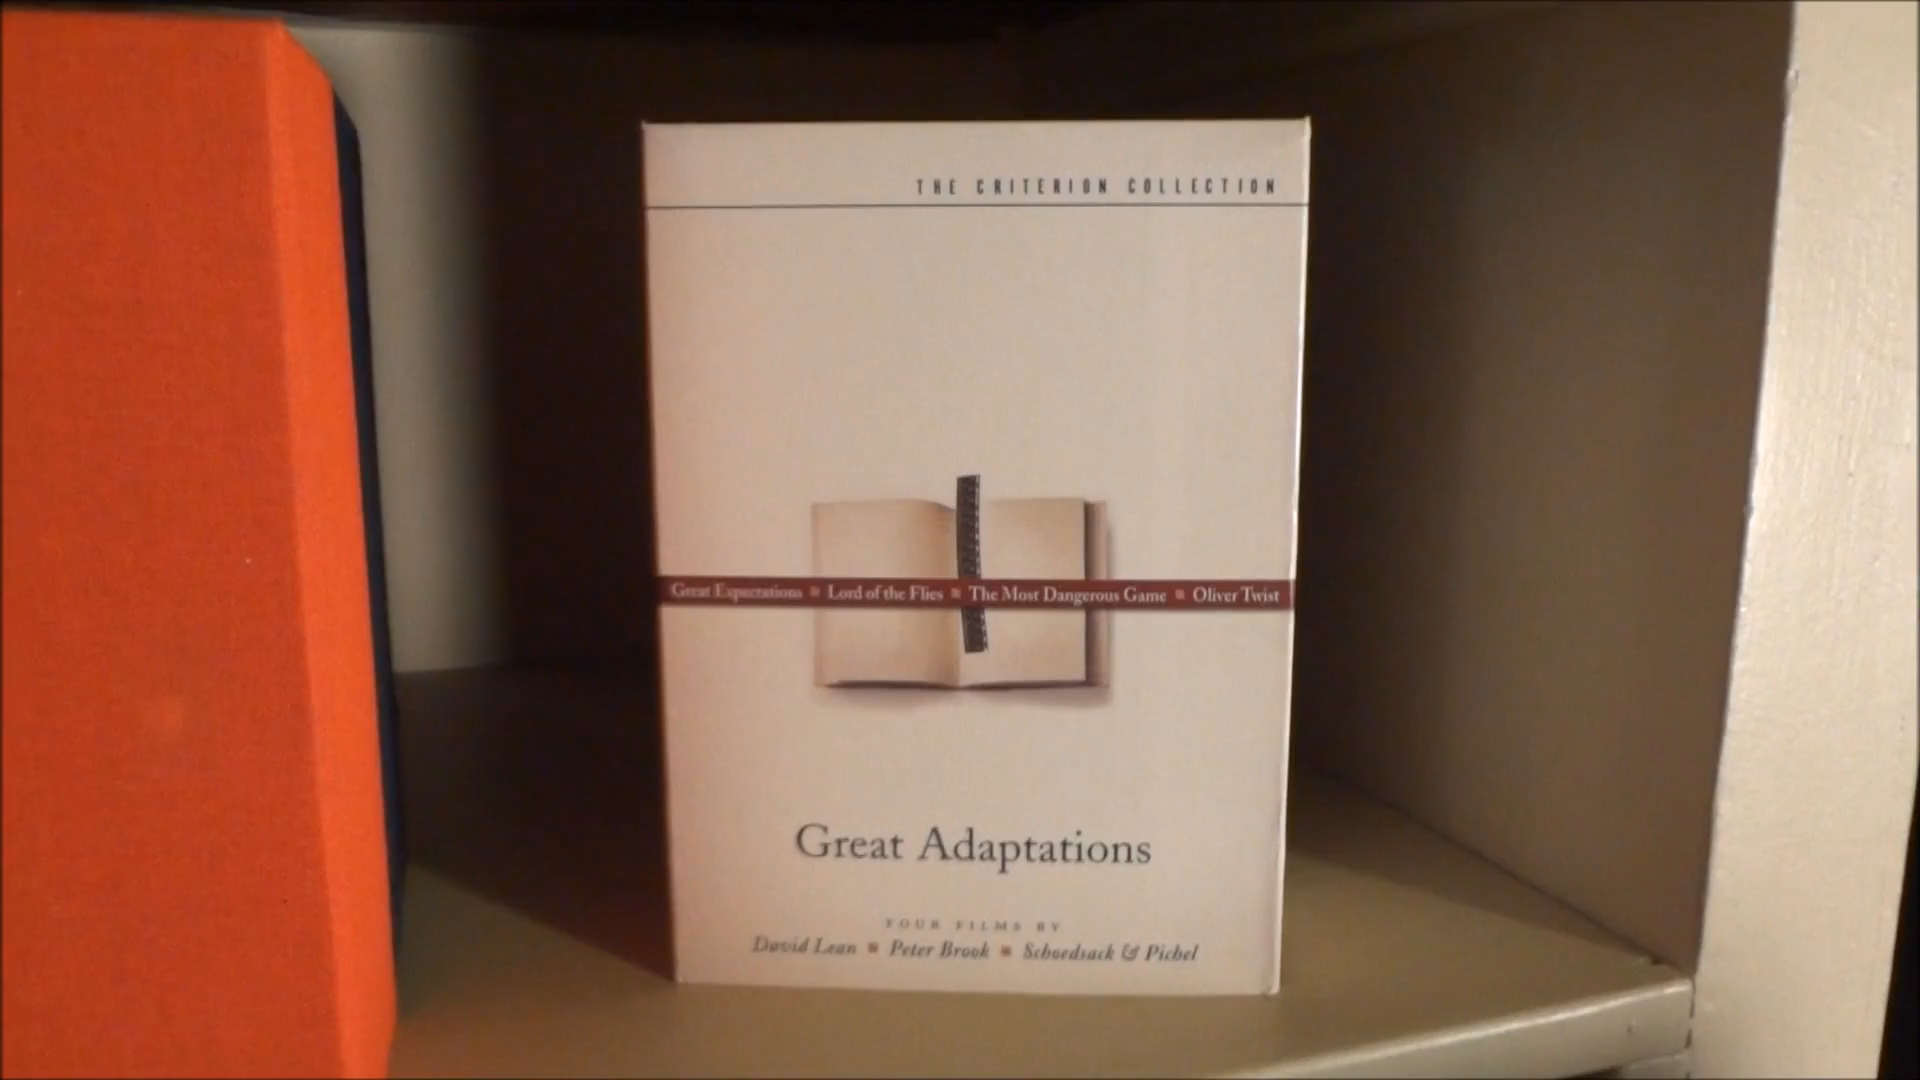 THE CRITERION COLLECTION
Great Expectations ▪ Lord of the Flies ▪ The Most Dangerous Game ▪ Oliver Twist
Great Adaptations
FOUR FILMS BY
David Lean ▪ Peter Brook ▪ Schoedsack & Pichel